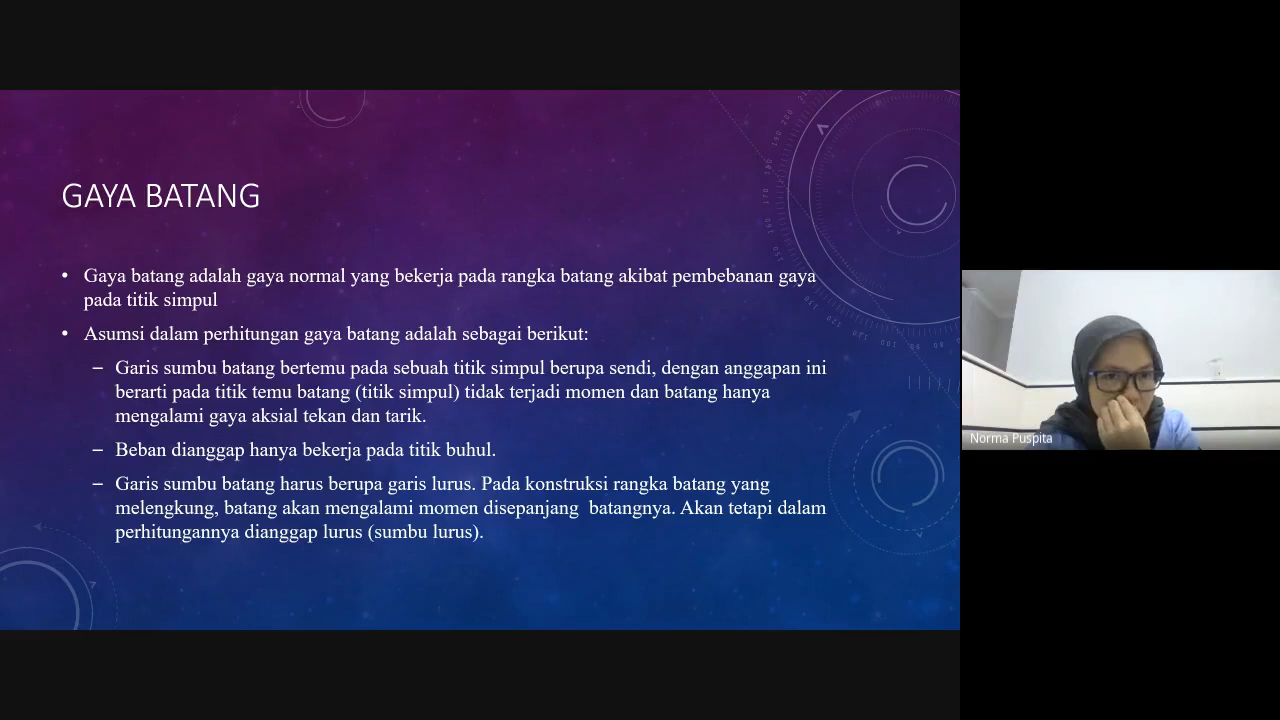 GAYA BATANG
• Gaya batang adalah gaya normal yang bekerja pada rangka batang akibat pembebanan gaya
pada titik simpul
• Asumsi dalam perhitungan gaya batang adalah sebagai berikut:
– Garis sumbu batang bertemu pada sebuah titik simpul berupa sendi, dengan anggapan ini
berarti pada titik temu batang (titik simpul) tidak terjadi momen dan batang hanya
mengalami gaya aksial tekan dan tarik.
– Beban dianggap hanya bekerja pada titik buhul.
– Garis sumbu batang harus berupa garis lurus. Pada konstruksi rangka batang yang
melengkung, batang akan mengalami momen disepanjang  batangnya. Akan tetapi dalam
perhitungannya dianggap lurus (sumbu lurus).
Norma Puspita